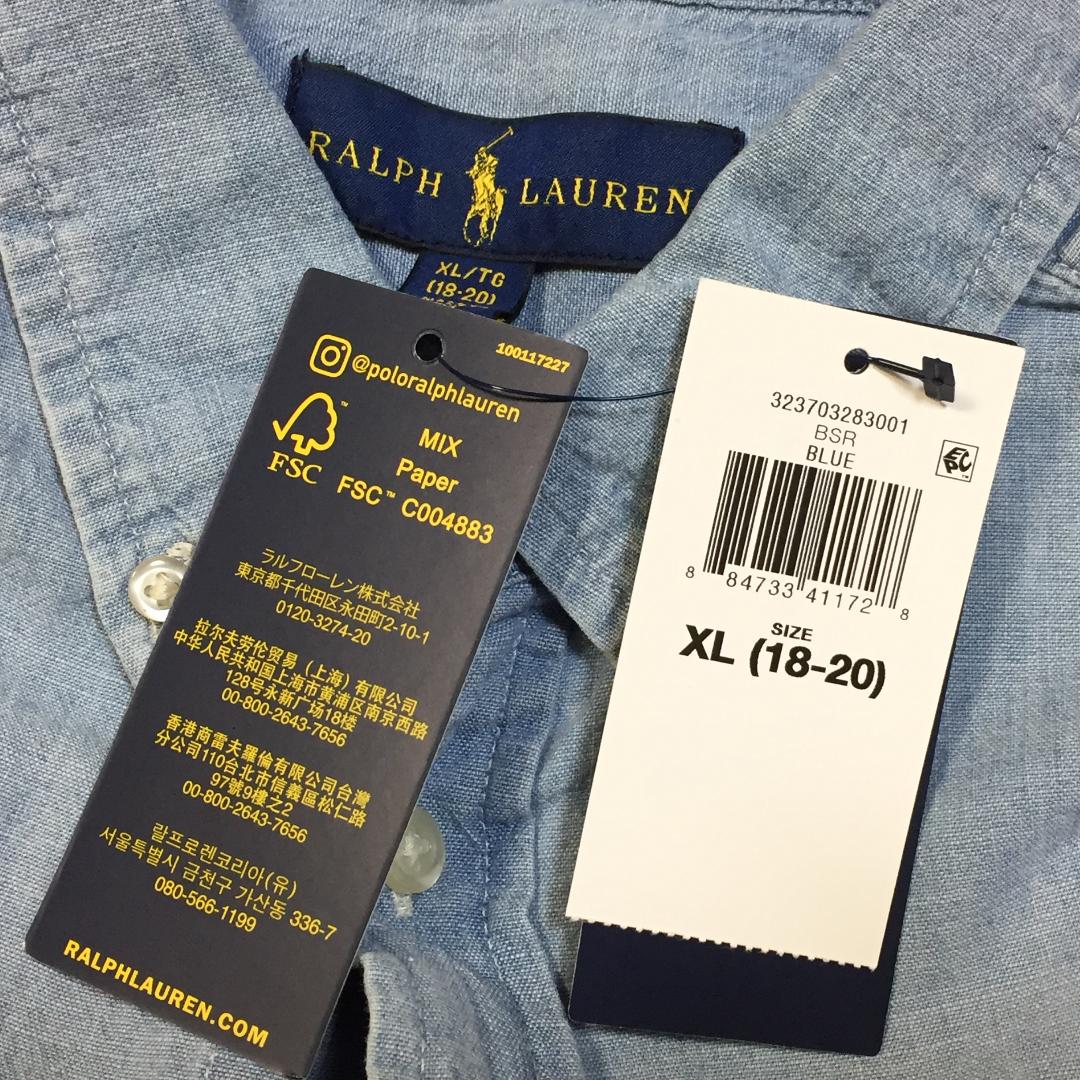 RALPH LAUREN
XL/TG
(18-20)
100117227
@poloralphlauren
FSC
™
MIX
Paper
FSC™ C004883
ラルフローレン株式会社
東京都千代田区永田町2-10-1
0120-3274-20
拉尔夫劳伦贸易（上海）有限公司
中华人民共和国上海市黄浦区南京西路
128号永新广场18楼
00-800-2643-7656
香港商雷夫羅倫有限公司台灣
分公司110台北市信義區松仁路
97號9樓之2
00-800-2643-7656
랄프로렌코리아(유)
서울특별시 금천구 가산동 336-7
080-566-1199
RALPHLAUREN.COM
323703283001
BSR
BLUE
EPC™
8 84733 41172 8
SIZE
XL (18-20)